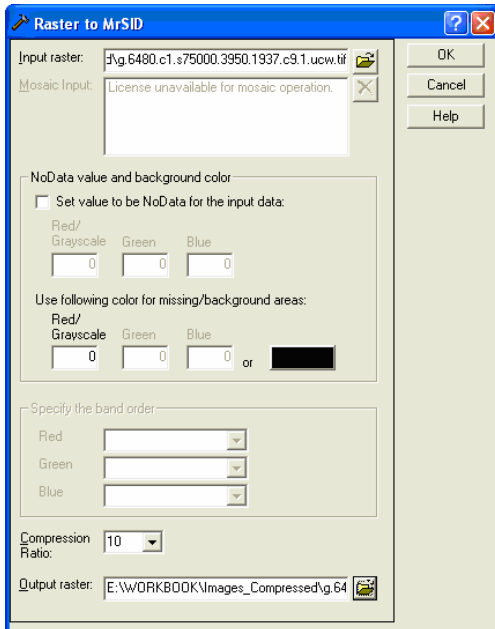 Raster to MrSID
Input raster: d\g.6480.c1.s75000.3950.1937.c9.1.ucw.tif
OK
Mosaic Input: License unavailable for mosaic operation.
Cancel
Help
NoData value and background color
Set value to be NoData for the input data:
Red/
Grayscale Green Blue
0 0 0
Use following color for missing/background areas:
Red/
Grayscale Green Blue
0 0 0 or
Specify the band order
Red
Green
Blue
Compression
Ratio: 10
Output raster: E:\WORKBOOK\Images_Compressed\g.64